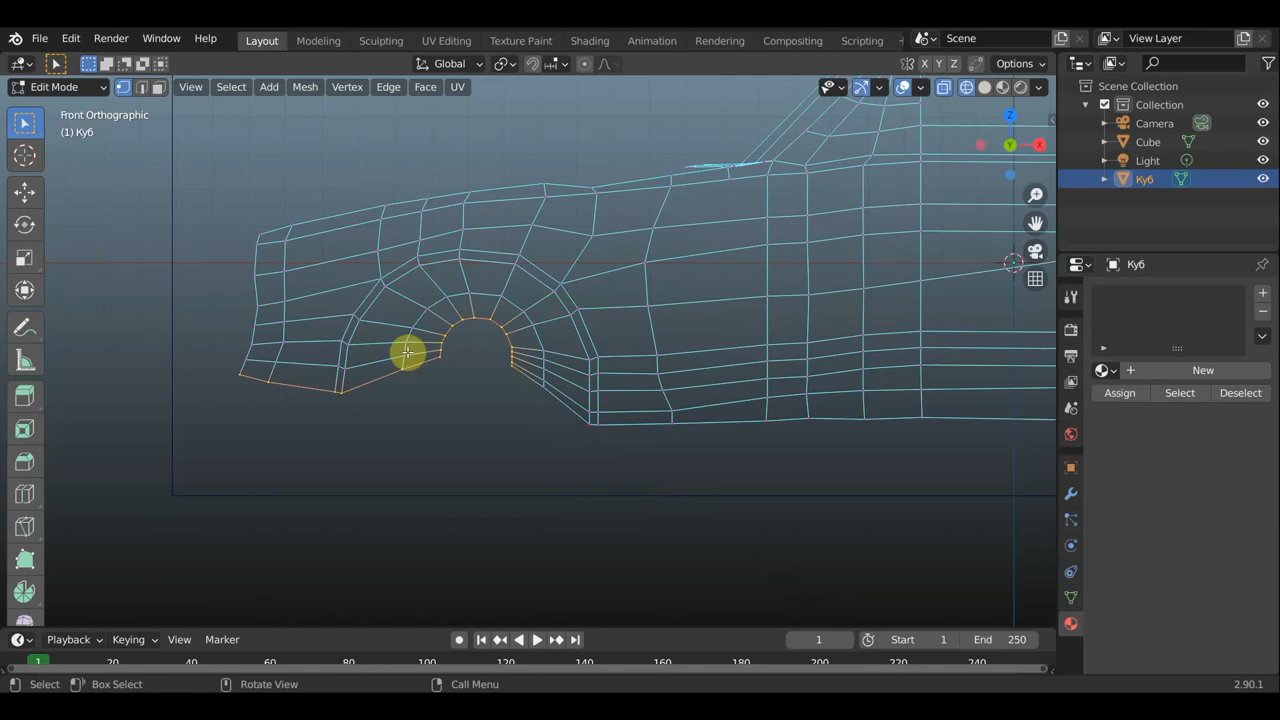 File Edit Render Window Help Layout Modeling Sculpting UV Editing Texture Paint Shading Animation Rendering Compositing Scripting + Scene View Layer
Global X Y Z Options
Edit Mode View Select Add Mesh Vertex Edge Face UV
Scene Collection
Collection
Camera
Cube
Light
Куб
Front Orthographic
(1) Куб
Z
Y
X
Куб
+ New
Assign Select Deselect
Playback Keying View Marker 1 Start 1 End 250
1 20 40 60 80 100 120 140 160 180 200 220 240
Select Box Select Rotate View Call Menu 2.90.1